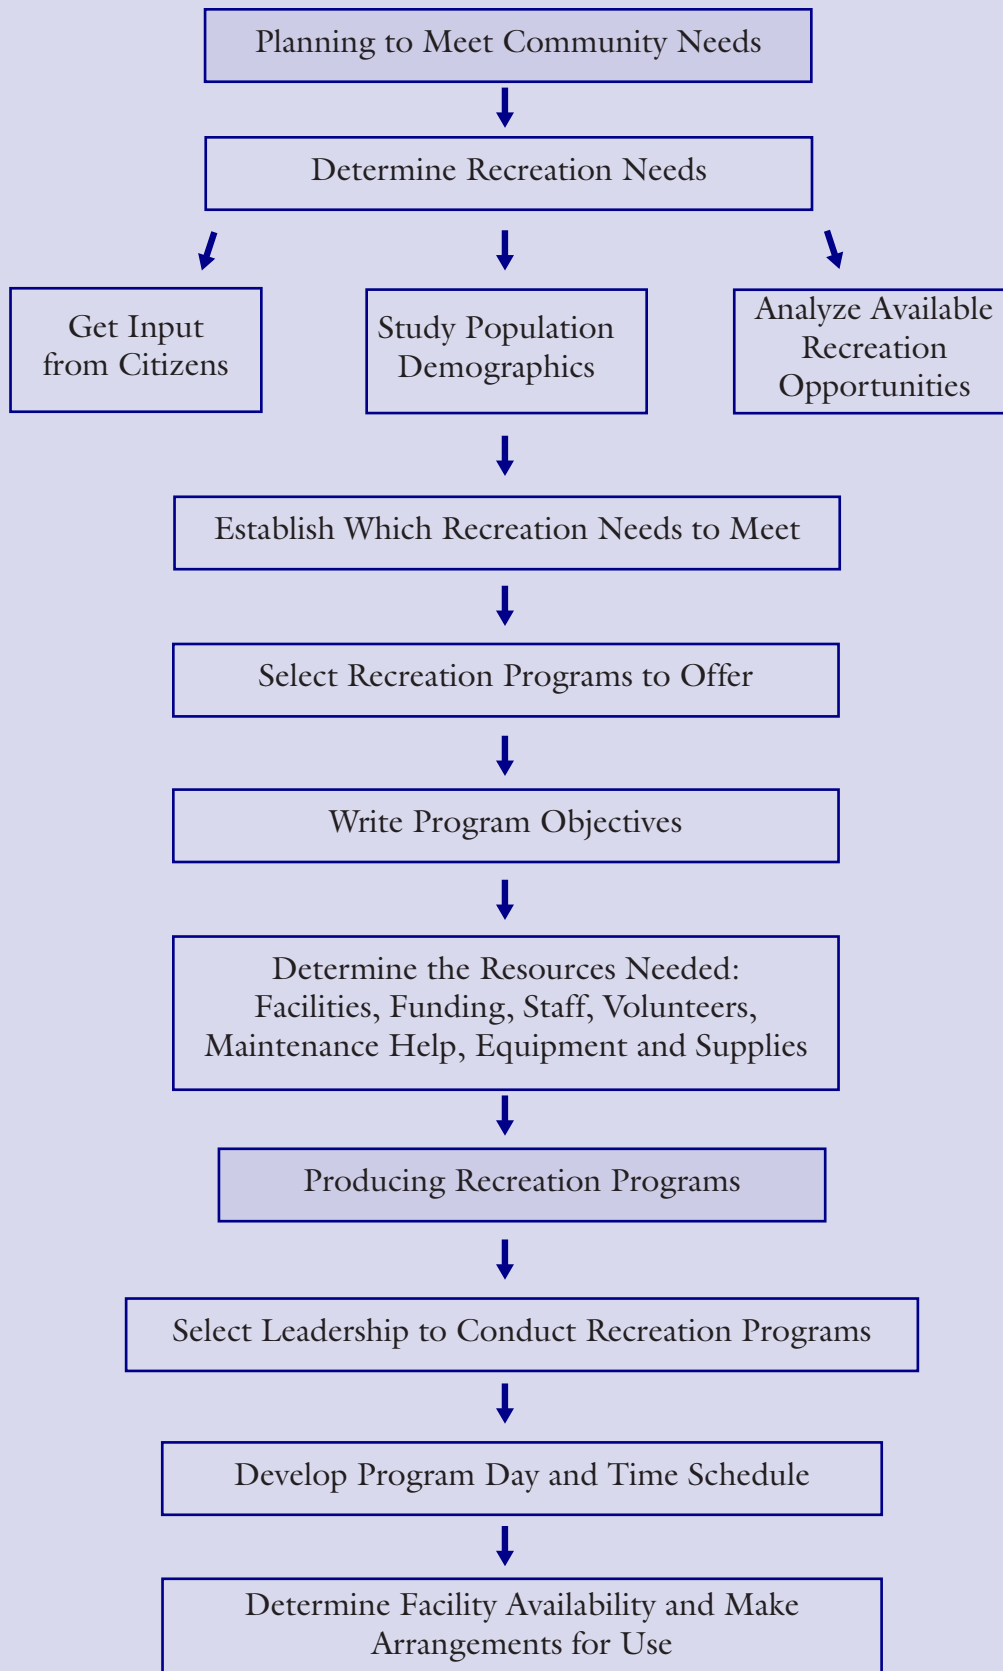 Planning to Meet Community Needs
Determine Recreation Needs
Get Input
from Citizens
Study Population
Demographics
Analyze Available
Recreation
Opportunities
Establish Which Recreation Needs to Meet
Select Recreation Programs to Offer
Write Program Objectives
Determine the Resources Needed:
Facilities, Funding, Staff, Volunteers,
Maintenance Help, Equipment and Supplies
Producing Recreation Programs
Select Leadership to Conduct Recreation Programs
Develop Program Day and Time Schedule
Determine Facility Availability and Make
Arrangements for Use